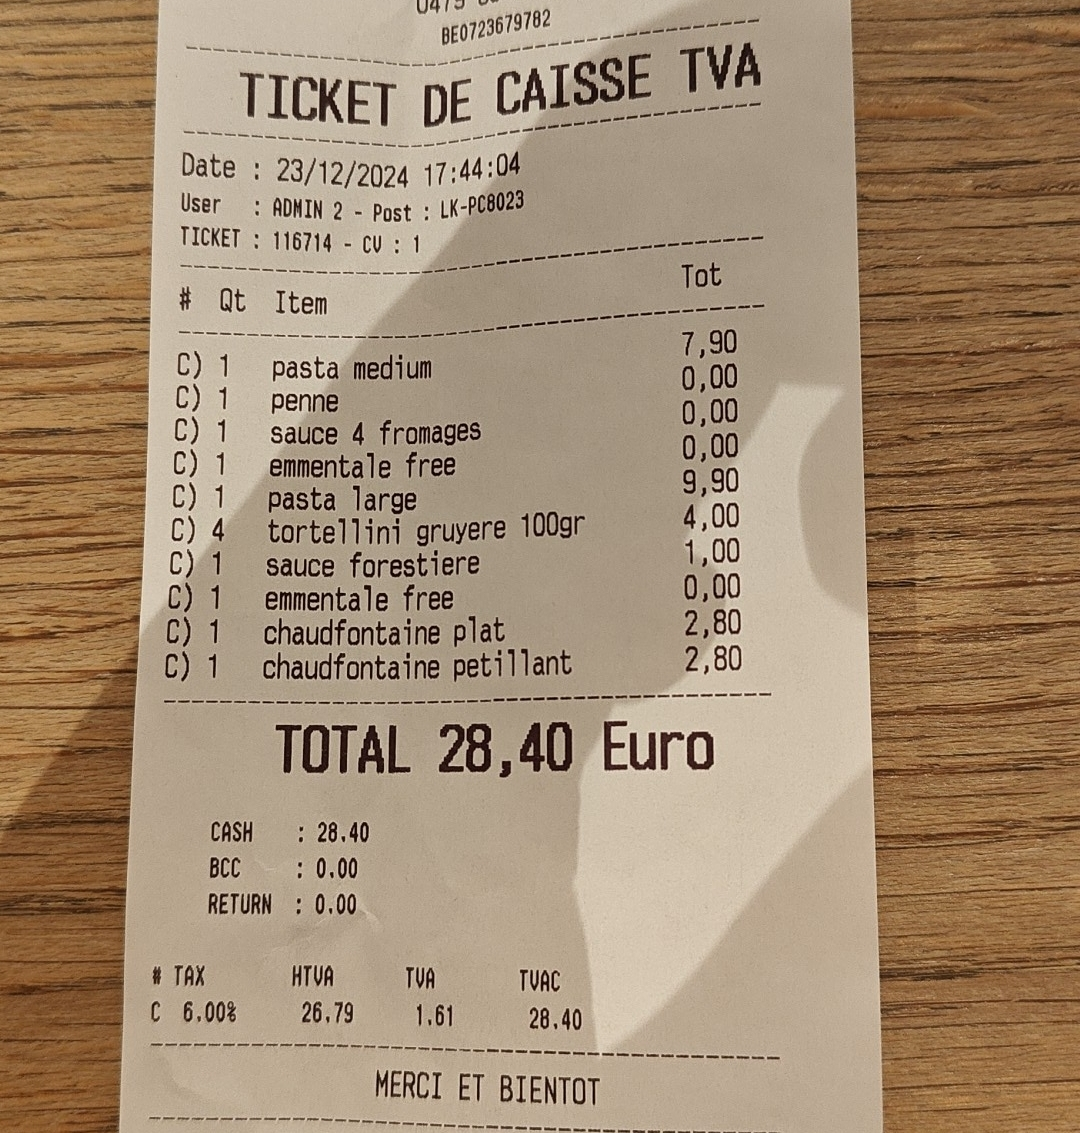 BE0723679782
TICKET DE CAISSE TVA
Date : 23/12/2024 17:44:04
User : ADMIN 2 - Post : LK-PC8023
TICKET : 116714 - CV : 1
# Qt Item Tot
C) 1 pasta medium 7,90
C) 1 penne 0,00
C) 1 sauce 4 fromages 0,00
C) 1 emmentale free 0,00
C) 1 pasta large 9,90
C) 4 tortellini gruyere 100gr 4,00
C) 1 sauce forestiere 1,00
C) 1 emmentale free 0,00
C) 1 chaudfontaine plat 2,80
C) 1 chaudfontaine petillant 2,80
TOTAL 28,40 Euro
CASH : 28.40
BCC : 0.00
RETURN : 0.00
# TAX HTVA TVA TVAC
C 6.00% 26.79 1.61 28.40
MERCI ET BIENTOT